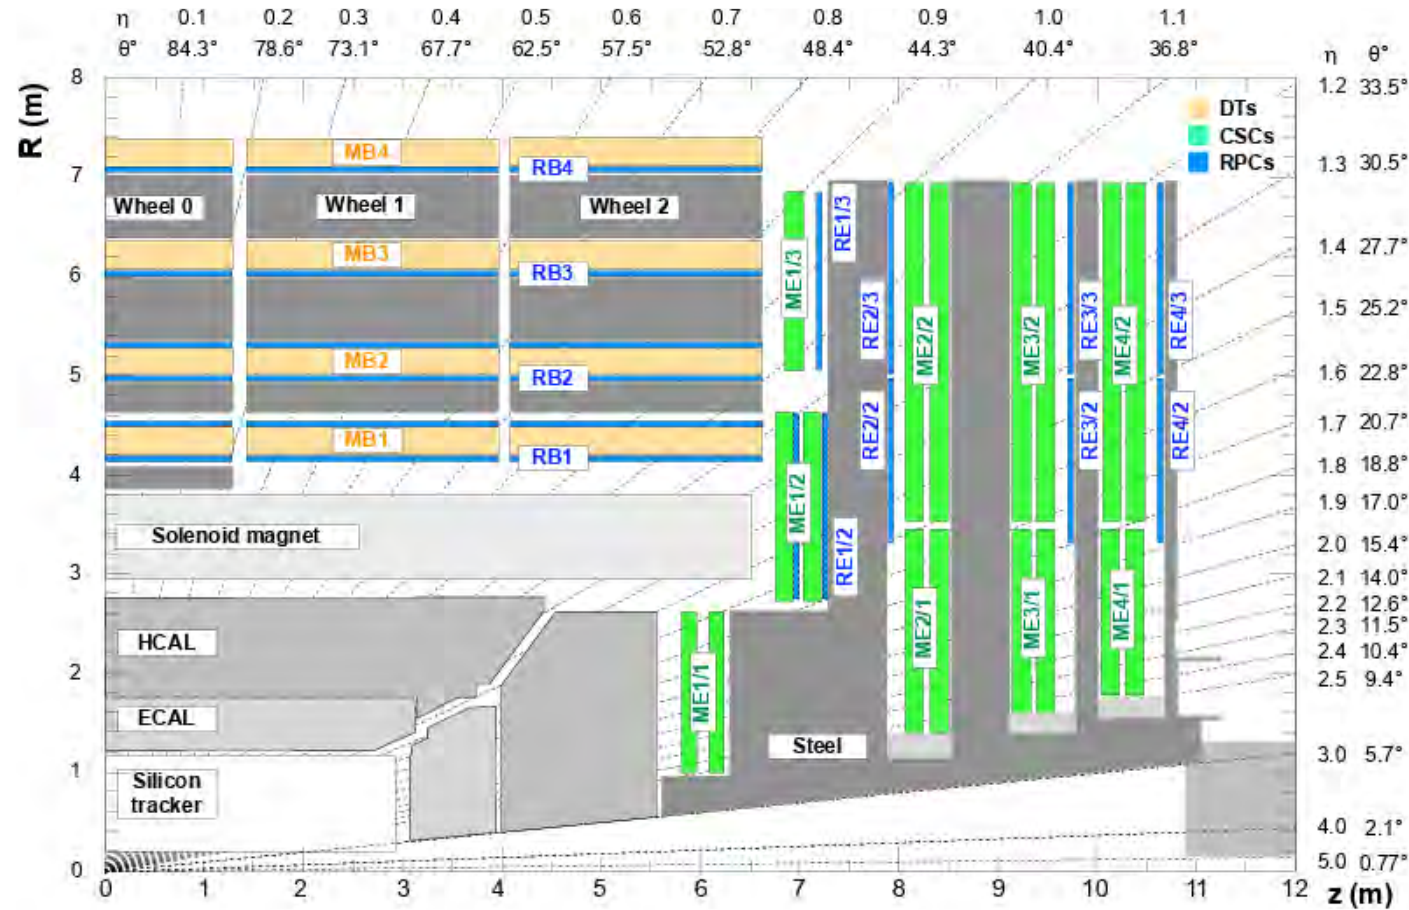 η 0.1 0.2 0.3 0.4 0.5 0.6 0.7 0.8 0.9 1.0 1.1
θ° 84.3° 78.6° 73.1° 67.7° 62.5° 57.5° 52.8° 48.4° 44.3° 40.4° 36.8° η θ°
R (m)
8
7
6
5
4
3
2
1
0
1.2 33.5°
1.3 30.5°
1.4 27.7°
1.5 25.2°
1.6 22.8°
1.7 20.7°
1.8 18.8°
1.9 17.0°
2.0 15.4°
2.1 14.0°
2.2 12.6°
2.3 11.5°
2.4 10.4°
2.5 9.4°
3.0 5.7°
4.0 2.1°
5.0 0.77°
DTs
CSCs
RPCs
MB4
RB4
Wheel 0 Wheel 1 Wheel 2
MB3
RB3
MB2
RB2
MB1
RB1
Solenoid magnet
HCAL
ECAL
Silicon
tracker
Steel
ME1/3
RE1/3
ME1/2
RE1/2
ME1/1
RE2/3
RE2/2
ME2/2
ME2/1
ME3/2
ME3/1
RE3/3
RE3/2
ME4/2
ME4/1
RE4/3
RE4/2
0 1 2 3 4 5 6 7 8 9 10 11 12
z (m)